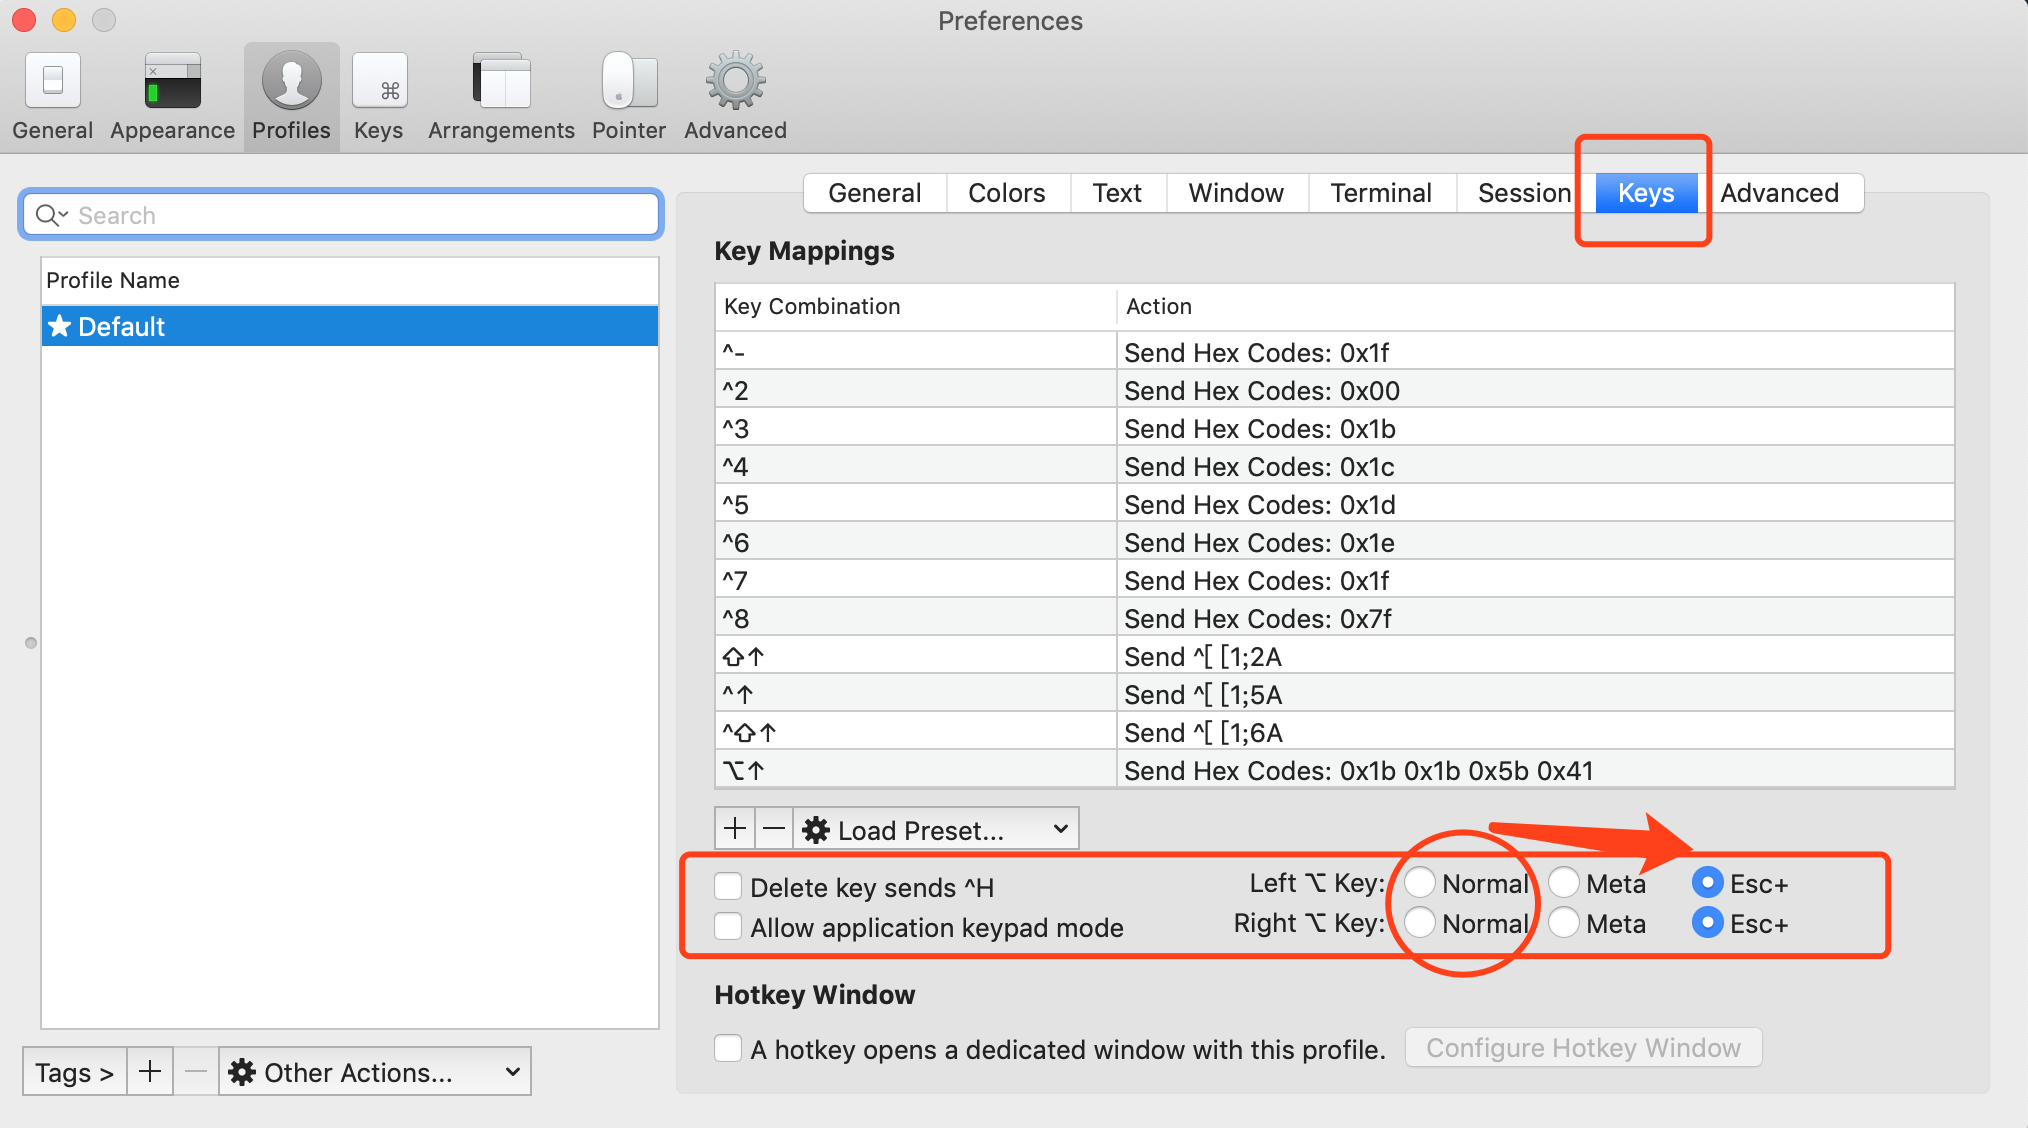 Preferences
General Appearance Profiles Keys Arrangements Pointer Advanced
Search
Profile Name
★ Default
Tags > + — Other Actions...
General Colors Text Window Terminal Session Keys Advanced
Key Mappings
Key Combination Action
^- Send Hex Codes: 0x1f
^2 Send Hex Codes: 0x00
^3 Send Hex Codes: 0x1b
^4 Send Hex Codes: 0x1c
^5 Send Hex Codes: 0x1d
^6 Send Hex Codes: 0x1e
^7 Send Hex Codes: 0x1f
^8 Send Hex Codes: 0x7f
⇧↑ Send ^[ [1;2A
^↑ Send ^[ [1;5A
^⇧↑ Send ^[ [1;6A
⌥↑ Send Hex Codes: 0x1b 0x1b 0x5b 0x41
+ — Load Preset...
Delete key sends ^H Left ⌥ Key: Normal Meta Esc+
Allow application keypad mode Right ⌥ Key: Normal Meta Esc+
Hotkey Window
A hotkey opens a dedicated window with this profile. Configure Hotkey Window